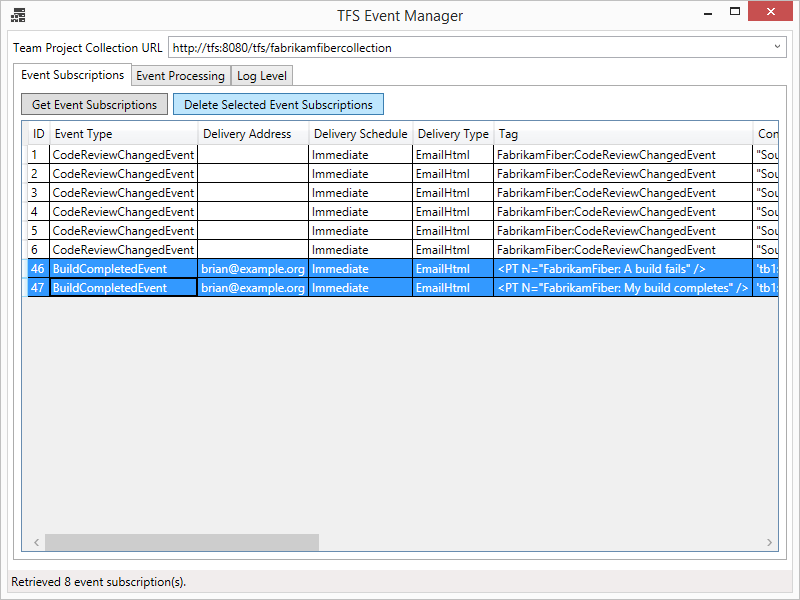 TFS Event Manager
Team Project Collection URL http://tfs:8080/tfs/fabrikamfibercollection
Event Subscriptions Event Processing Log Level
Get Event Subscriptions Delete Selected Event Subscriptions
ID Event Type Delivery Address Delivery Schedule Delivery Type Tag Con
1 CodeReviewChangedEvent Immediate EmailHtml FabrikamFiber:CodeReviewChangedEvent "Sou
2 CodeReviewChangedEvent Immediate EmailHtml FabrikamFiber:CodeReviewChangedEvent "Sou
3 CodeReviewChangedEvent Immediate EmailHtml FabrikamFiber:CodeReviewChangedEvent "Sou
4 CodeReviewChangedEvent Immediate EmailHtml FabrikamFiber:CodeReviewChangedEvent "Sou
5 CodeReviewChangedEvent Immediate EmailHtml FabrikamFiber:CodeReviewChangedEvent "Sou
6 CodeReviewChangedEvent Immediate EmailHtml FabrikamFiber:CodeReviewChangedEvent "Sou
46 BuildCompletedEvent brian@example.org Immediate EmailHtml <PT N="FabrikamFiber: A build fails" /> 'tb1:
47 BuildCompletedEvent brian@example.org Immediate EmailHtml <PT N="FabrikamFiber: My build completes" /> 'tb1:
Retrieved 8 event subscription(s).